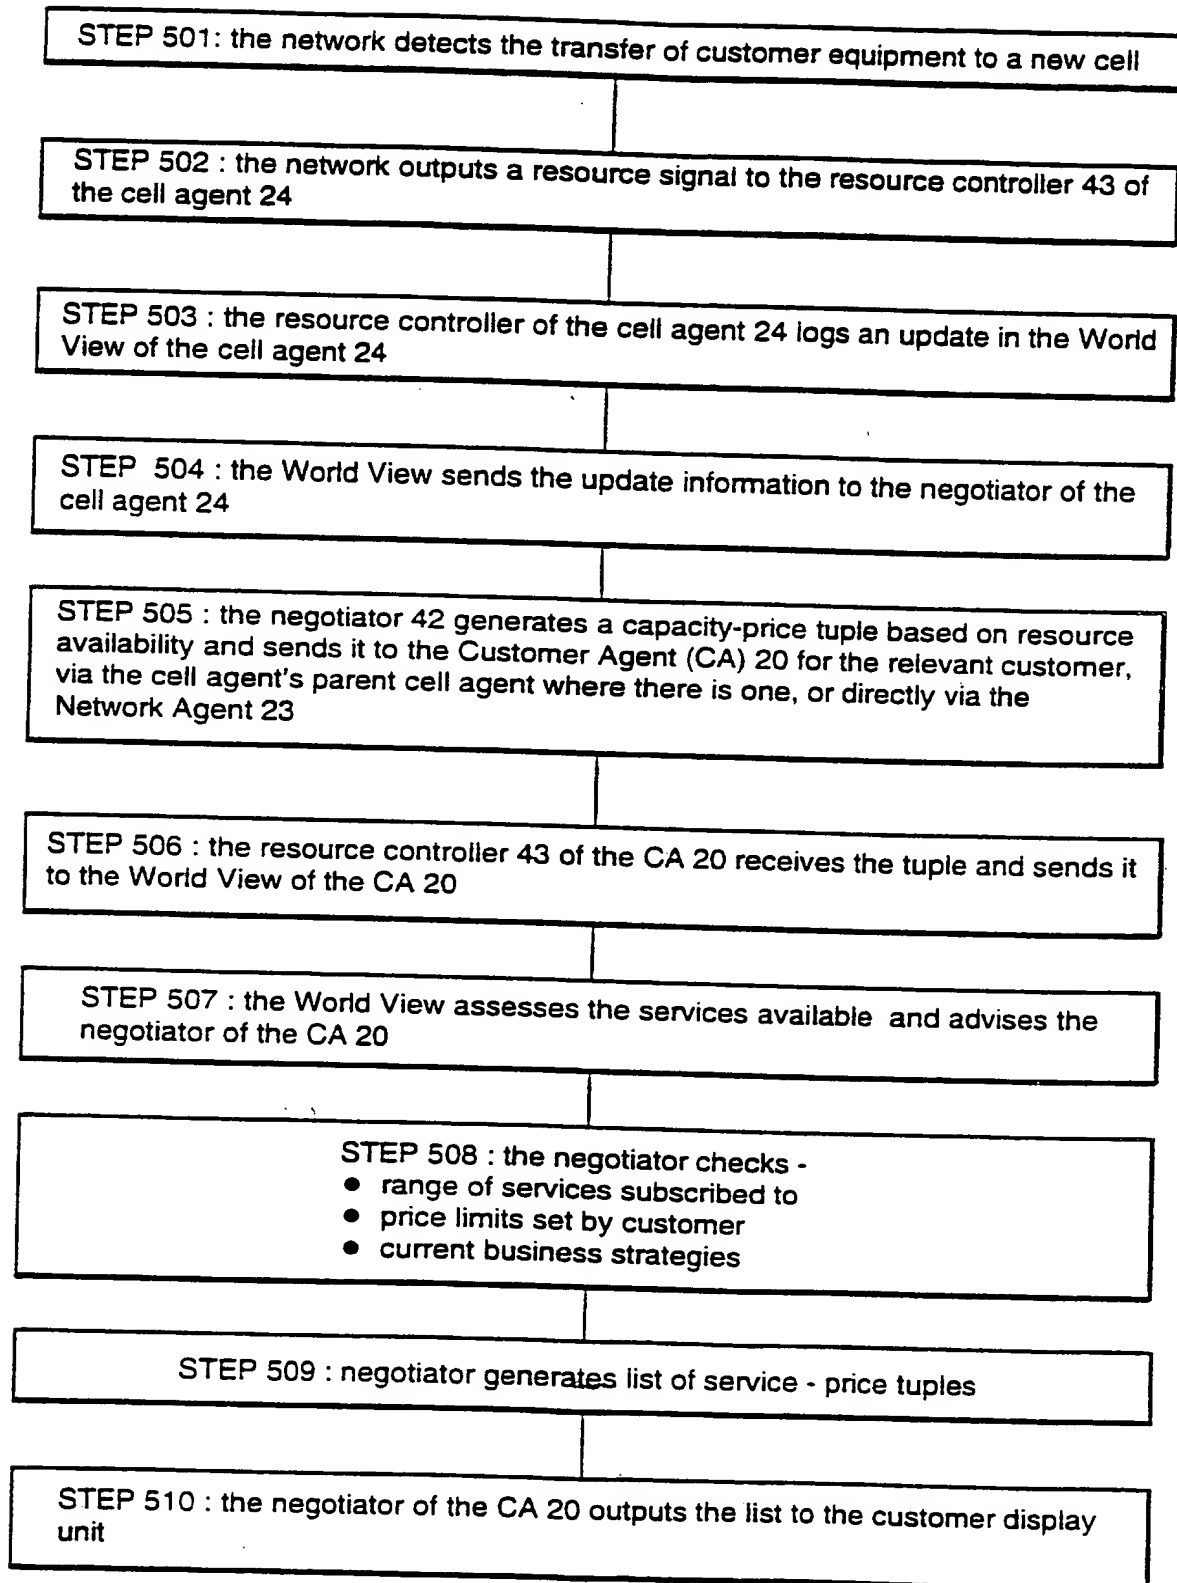 STEP 501: the network detects the transfer of customer equipment to a new cell
STEP 502 : the network outputs a resource signal to the resource controller 43 of
the cell agent 24
STEP 503 : the resource controller of the cell agent 24 logs an update in the World
View of the cell agent 24
STEP 504 : the World View sends the update information to the negotiator of the
cell agent 24
STEP 505 : the negotiator 42 generates a capacity-price tuple based on resource
availability and sends it to the Customer Agent (CA) 20 for the relevant customer,
via the cell agent's parent cell agent where there is one, or directly via the
Network Agent 23
STEP 506 : the resource controller 43 of the CA 20 receives the tuple and sends it
to the World View of the CA 20
STEP 507 : the World View assesses the services available and advises the
negotiator of the CA 20
STEP 508 : the negotiator checks -
● range of services subscribed to
● price limits set by customer
● current business strategies
STEP 509 : negotiator generates list of service - price tuples
STEP 510 : the negotiator of the CA 20 outputs the list to the customer display
unit